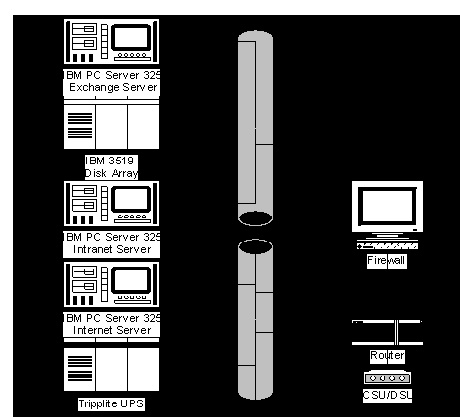 IBM PC Server 325
Exchange Server
IBM 3519
Disk Array
IBM PC Server 325
Intranet Server
IBM PC Server 325
Internet Server
Tripplite UPS
Firewall
Router
CSU/DSU